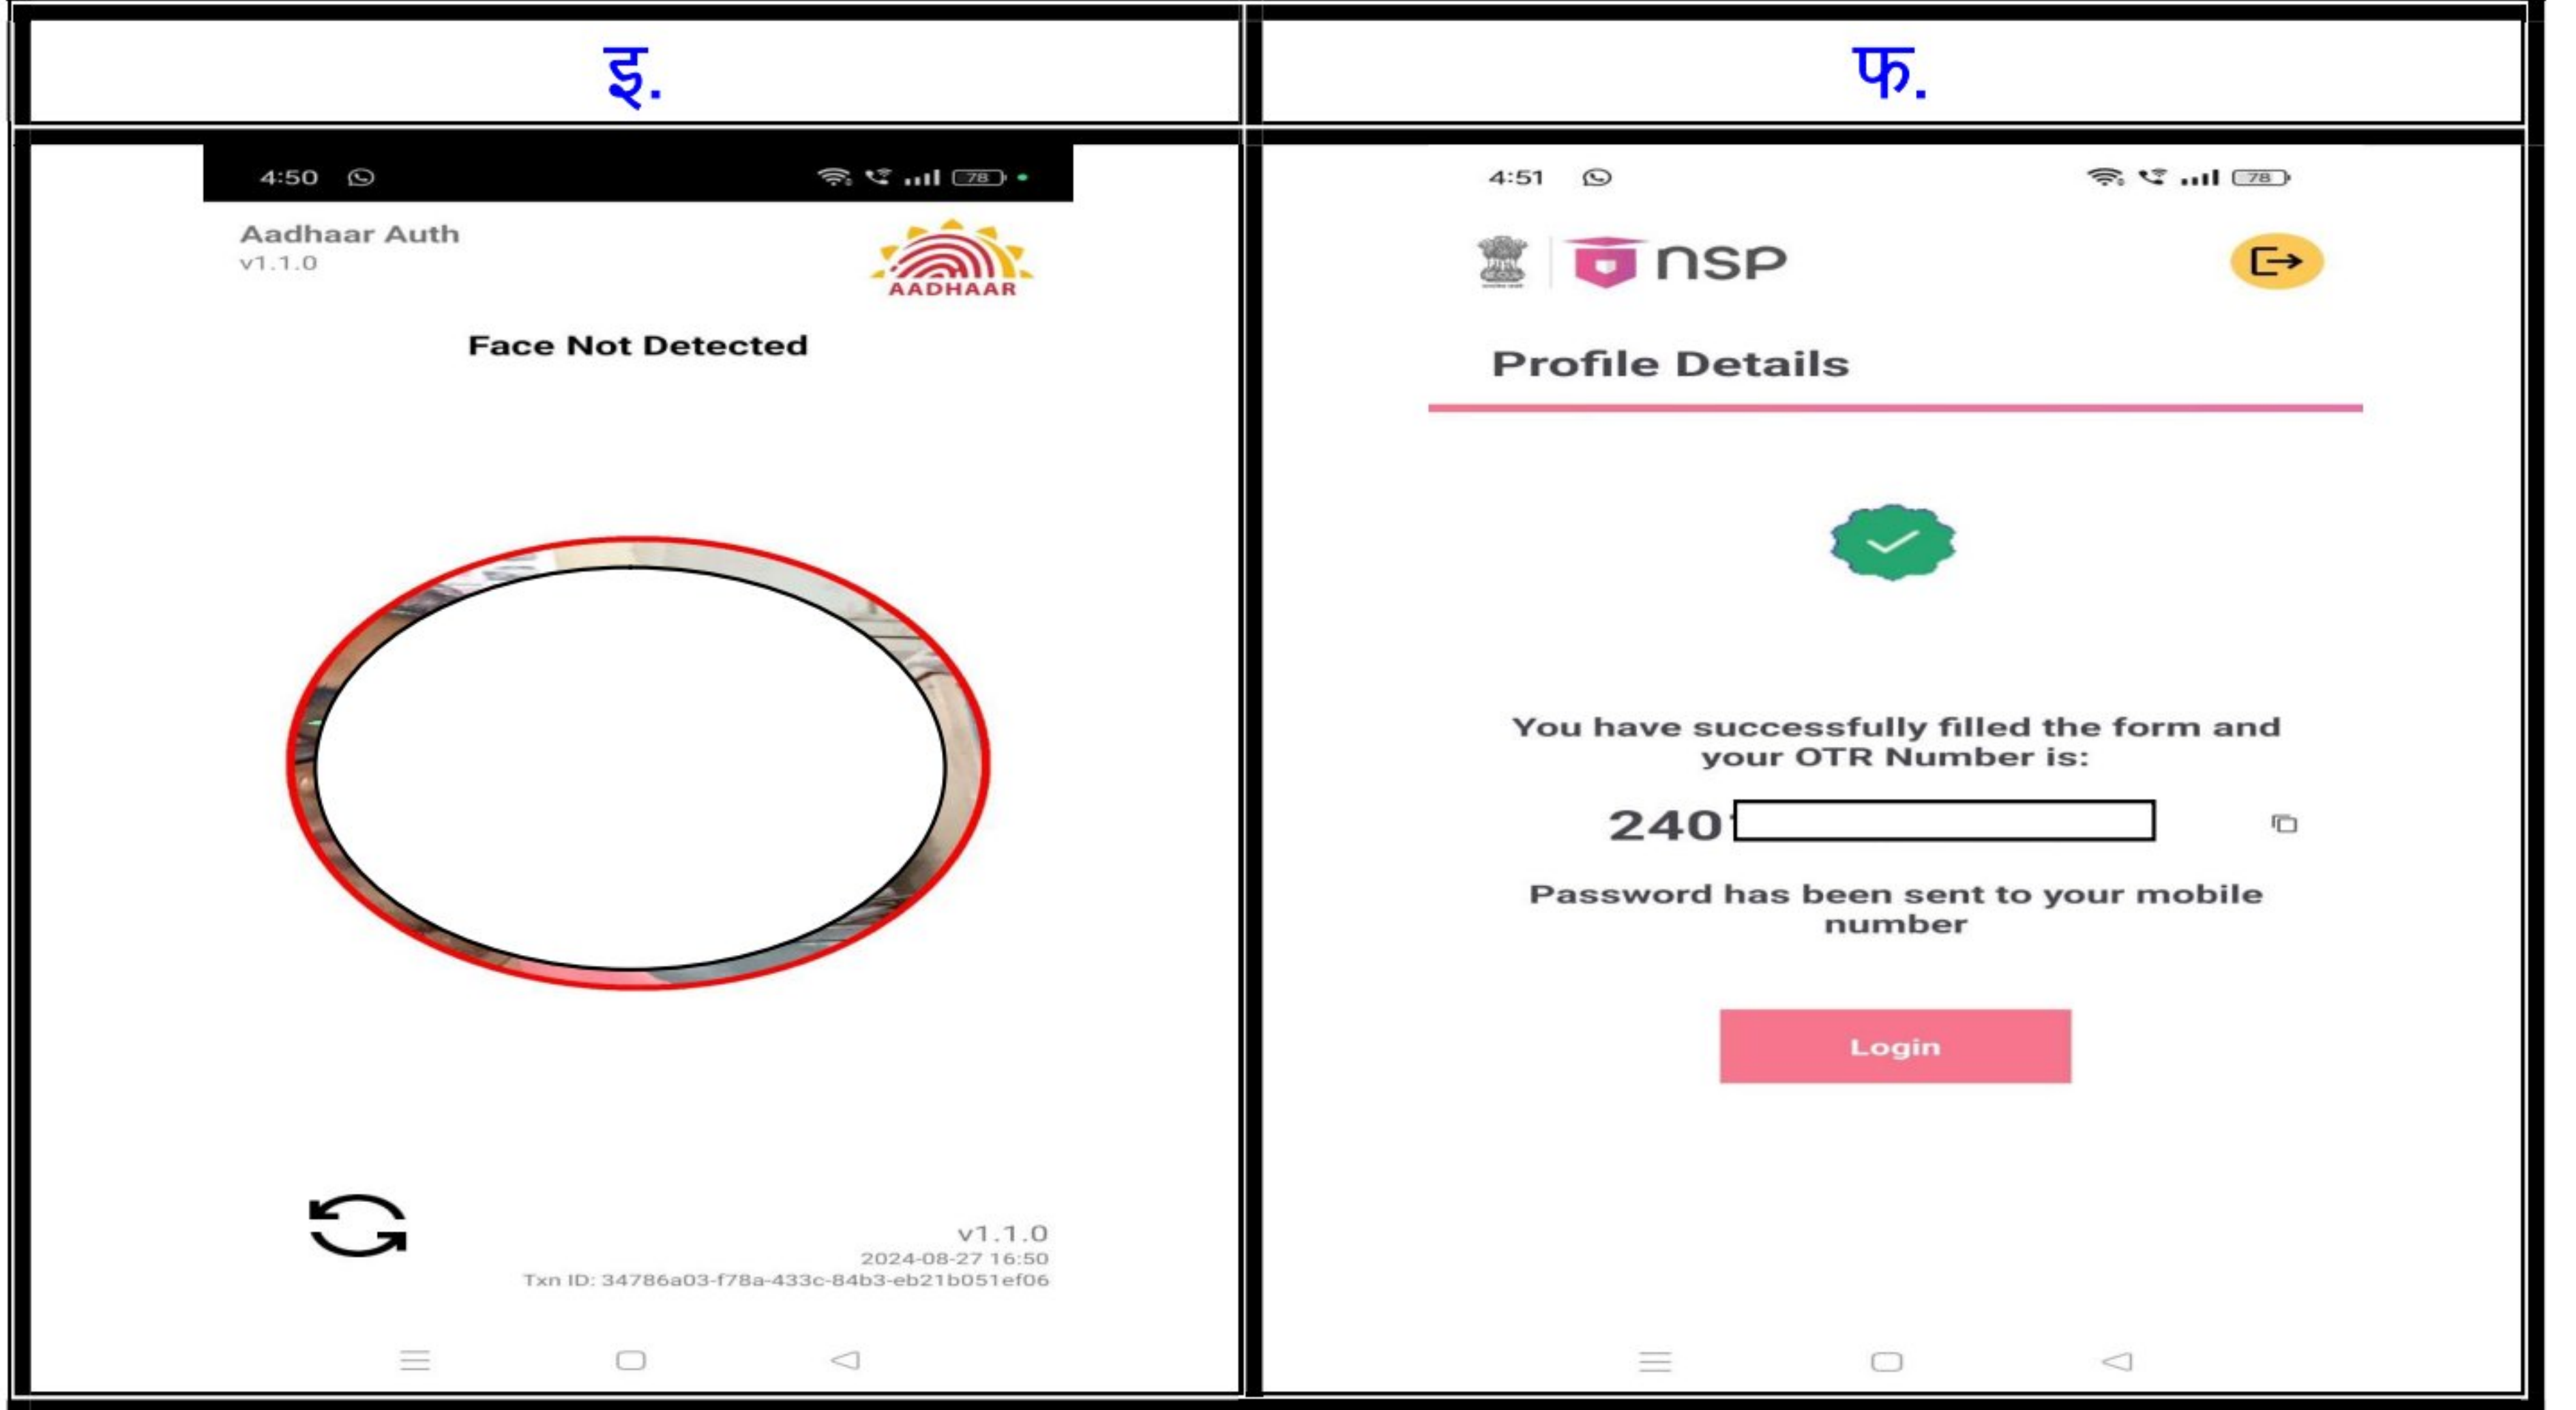 इ.
फ.
4:50
78
Aadhaar Auth
v1.1.0
AADHAAR
Face Not Detected
v1.1.0
2024-08-27 16:50
Txn ID: 34786a03-f78a-433c-84b3-eb21b051ef06
4:51
78
nsp
Profile Details
You have successfully filled the form and
your OTR Number is:
240
Password has been sent to your mobile
number
Login